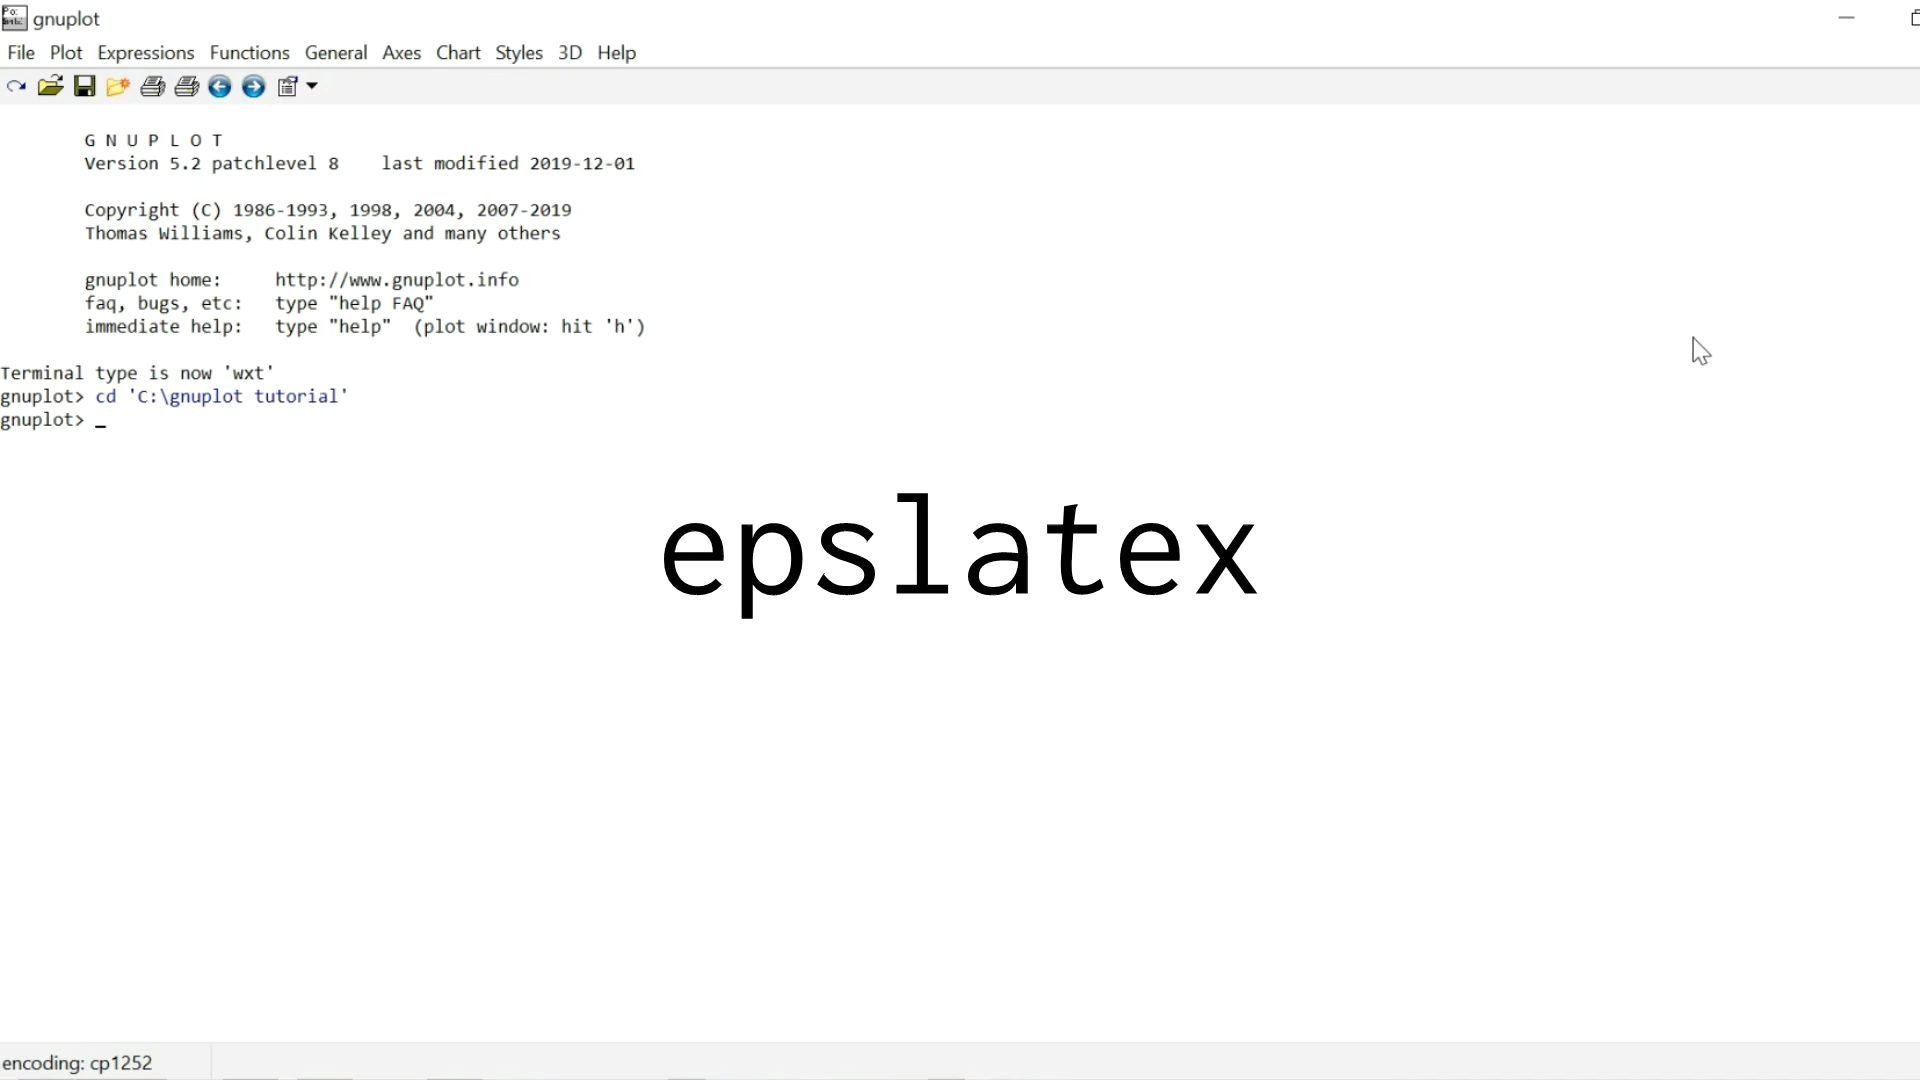 gnuplot
File Plot Expressions Functions General Axes Chart Styles 3D Help
G N U P L O T
Version 5.2 patchlevel 8    last modified 2019-12-01
Copyright (C) 1986-1993, 1998, 2004, 2007-2019
Thomas Williams, Colin Kelley and many others
gnuplot home:     http://www.gnuplot.info
faq, bugs, etc:   type "help FAQ"
immediate help:   type "help"  (plot window: hit 'h')
Terminal type is now 'wxt'
gnuplot> cd 'C:\gnuplot tutorial'
gnuplot> _
epslatex
encoding: cp1252